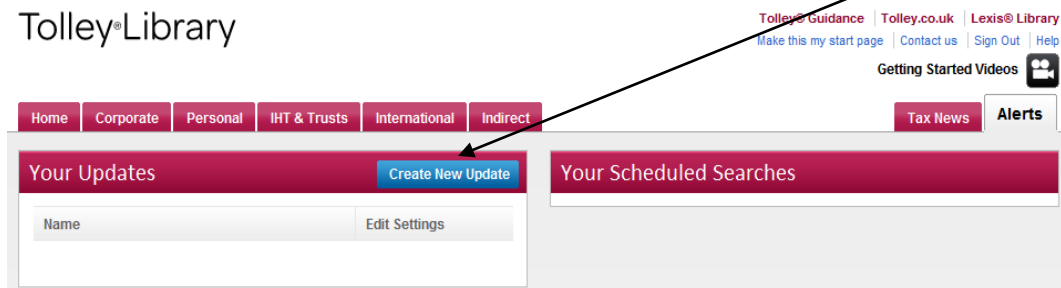 Tolley®Library
Tolley® Guidance | Tolley.co.uk | Lexis® Library
Make this my start page | Contact us | Sign Out | Help
Getting Started Videos
Home Corporate Personal IHT & Trusts International Indirect Tax News Alerts
Your Updates Create New Update Your Scheduled Searches
Name Edit Settings